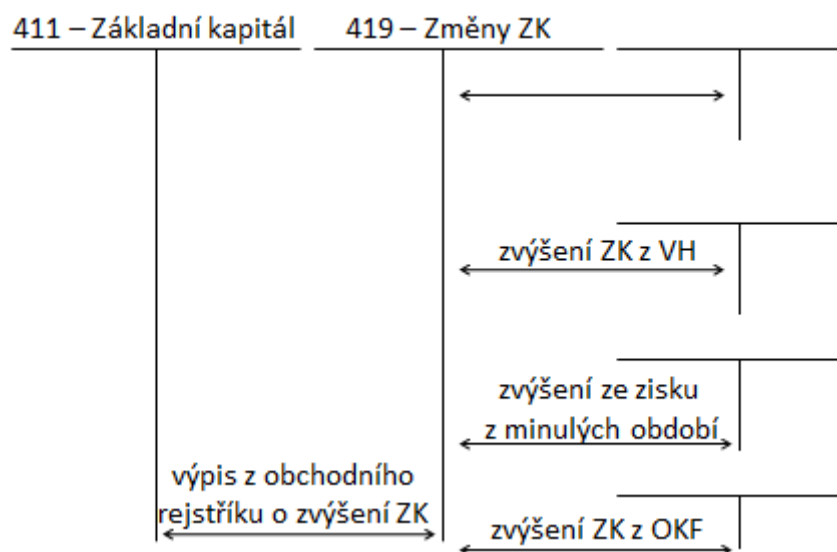 411 – Základní kapitál
419 – Změny ZK
zvýšení ZK z VH
zvýšení ze zisku
z minulých období
výpis z obchodního
rejstříku o zvýšení ZK
zvýšení ZK z OKF